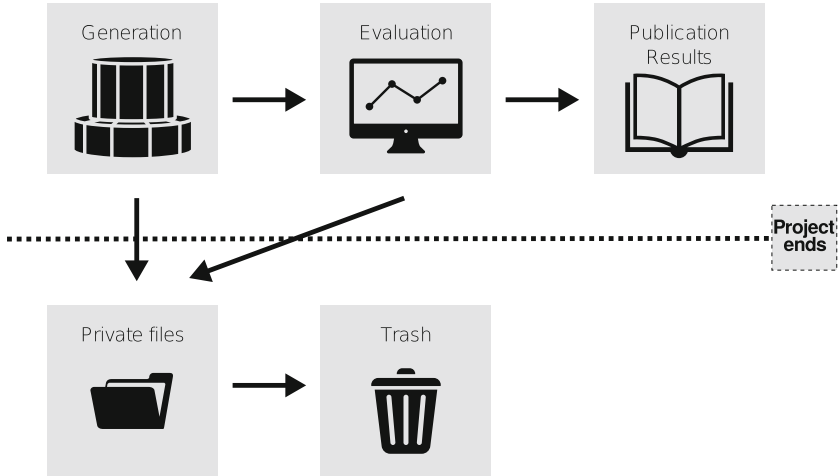 Generation
Evaluation
Publication
Results
Project
ends
Private files
Trash